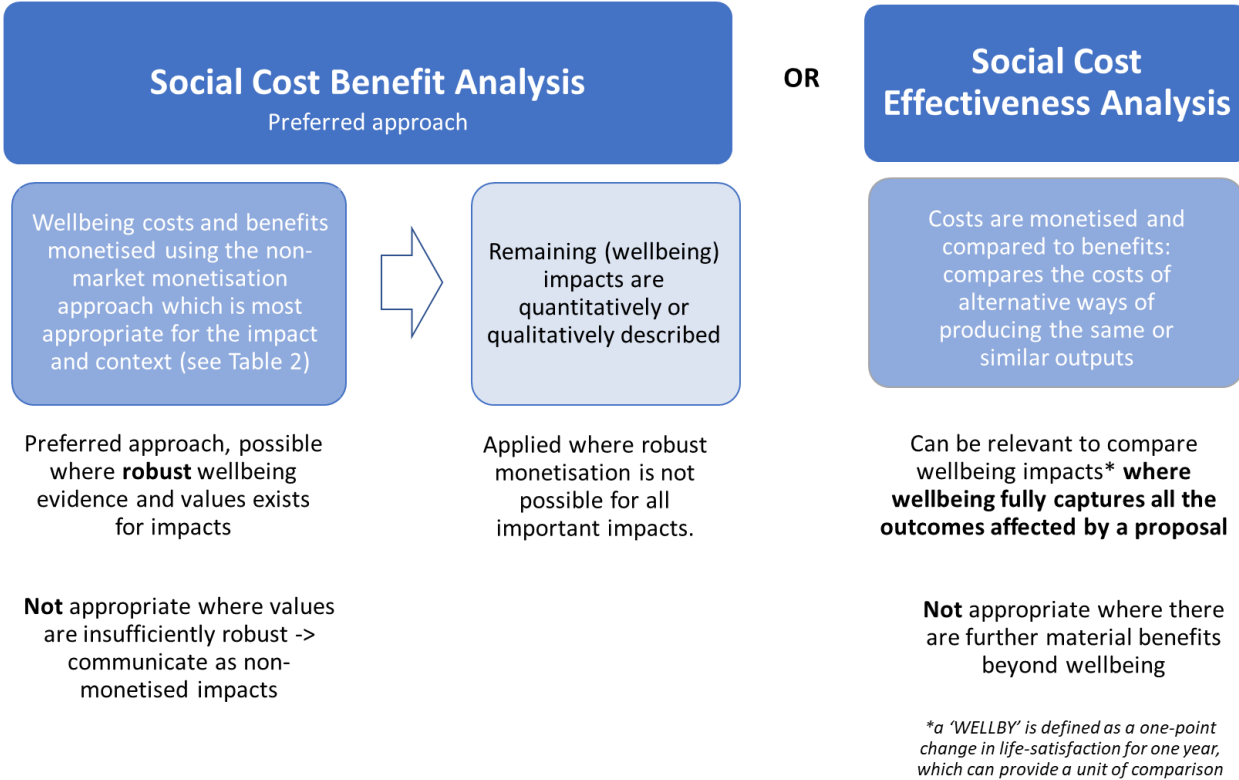 Social Cost Benefit Analysis
Preferred approach
OR
Social Cost
Effectiveness Analysis
Wellbeing costs and benefits
monetised using the non-
market monetisation
approach which is most
appropriate for the impact
and context (see Table 2)
Remaining (wellbeing)
impacts are
quantitatively or
qualitatively described
Costs are monetised and
compared to benefits:
compares the costs of
alternative ways of
producing the same or
similar outputs
Preferred approach, possible
where robust wellbeing
evidence and values exists
for impacts
Applied where robust
monetisation is not
possible for all
important impacts.
Can be relevant to compare
wellbeing impacts* where
wellbeing fully captures all the
outcomes affected by a proposal
Not appropriate where values
are insufficiently robust ->
communicate as non-
monetised impacts
Not appropriate where there
are further material benefits
beyond wellbeing
*a ‘WELLBY’ is defined as a one-point
change in life-satisfaction for one year,
which can provide a unit of comparison